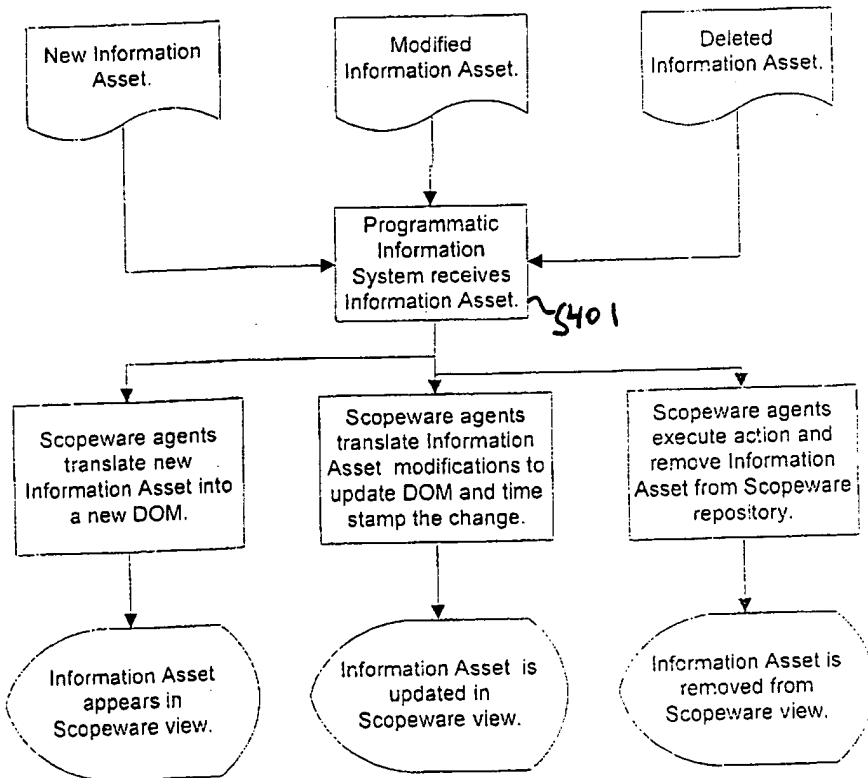 New Information
Asset.
Modified
Information Asset.
Deleted
Information Asset.
Programmatic
Information
System receives
Information Asset.
S401
Scopeware agents
translate new
Information Asset into
a new DOM.
Scopeware agents
translate Information
Asset modifications to
update DOM and time
stamp the change.
Scopeware agents
execute action and
remove Information
Asset from Scopeware
repository.
Information Asset
appears in
Scopeware view.
Information Asset is
updated in
Scopeware view.
Information Asset is
removed from
Scopeware view.